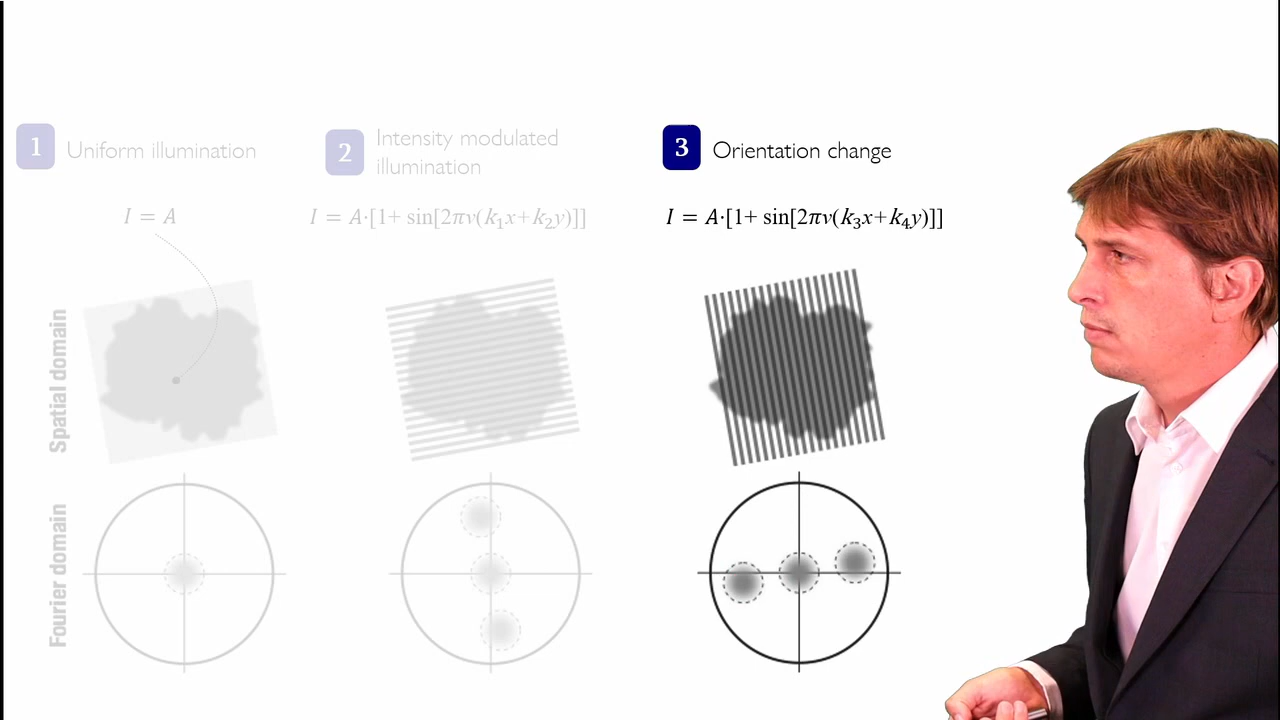 1 Uniform illumination
2 Intensity modulated
illumination
3 Orientation change
I = A
I = A·[1+ sin[2πν(k₁x+k₂y)]]
I = A·[1+ sin[2πν(k₃x+k₄y)]]
Spatial domain
Fourier domain